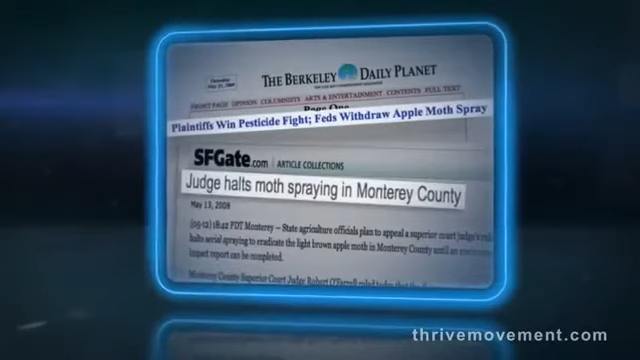 THE BERKELEY DAILY PLANET
FRONT PAGE OPINION COLUMNISTS ARTS & ENTERTAINMENT CONTENTS FULL TEXT
Page One
Plaintiffs Win Pesticide Fight; Feds Withdraw Apple Moth Spray
SFGate.com ARTICLE COLLECTIONS
Judge halts moth spraying in Monterey County
May 13, 2008
(05-12) 18:42 PDT Monterey – State agriculture officials plan to appeal a superior court judge's
halts aerial spraying to eradicate the light brown apple moth in Monterey County until an
impact report can be completed.
Monterey County Superior Court Judge Robert O'Farrell ruled today that the
thrivemovement.com